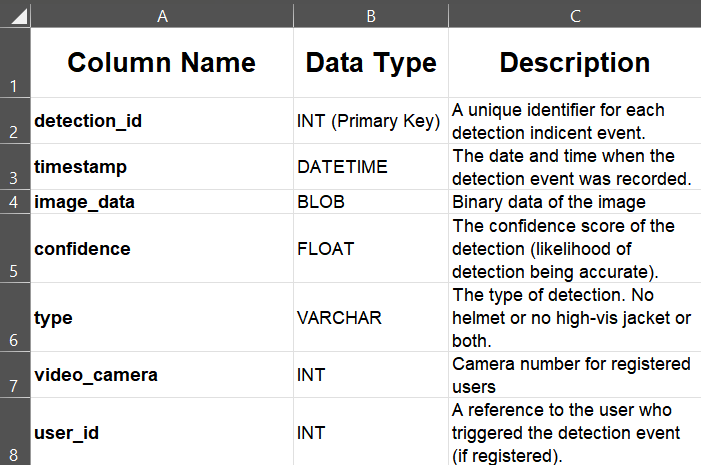 A B C
1 Column Name Data Type Description
2 detection_id INT (Primary Key) A unique identifier for each
detection indicent event.
3 timestamp DATETIME The date and time when the
detection event was recorded.
4 image_data BLOB Binary data of the image
5 confidence FLOAT The confidence score of the
detection (likelihood of
detection being accurate).
6 type VARCHAR The type of detection. No
helmet or no high-vis jacket or
both.
7 video_camera INT Camera number for registered
users
8 user_id INT A reference to the user who
triggered the detection event
(if registered).